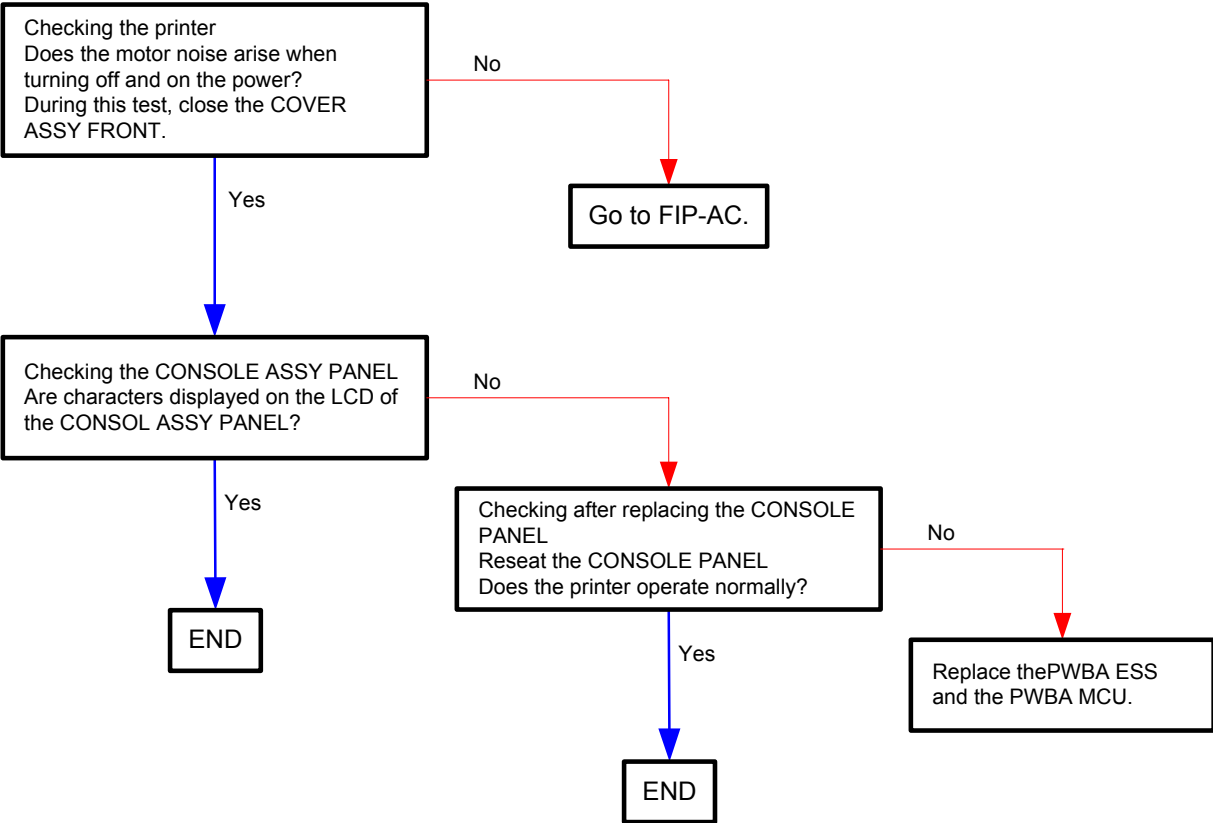 Checking the printer
Does the motor noise arise when
turning off and on the power?
During this test, close the COVER
ASSY FRONT.
No
Yes
Go to FIP-AC.
Checking the CONSOLE ASSY PANEL
Are characters displayed on the LCD of
the CONSOL ASSY PANEL?
No
Yes
END
Checking after replacing the CONSOLE
PANEL
Reseat the CONSOLE PANEL
Does the printer operate normally?
No
Yes
Replace thePWBA ESS
and the PWBA MCU.
END